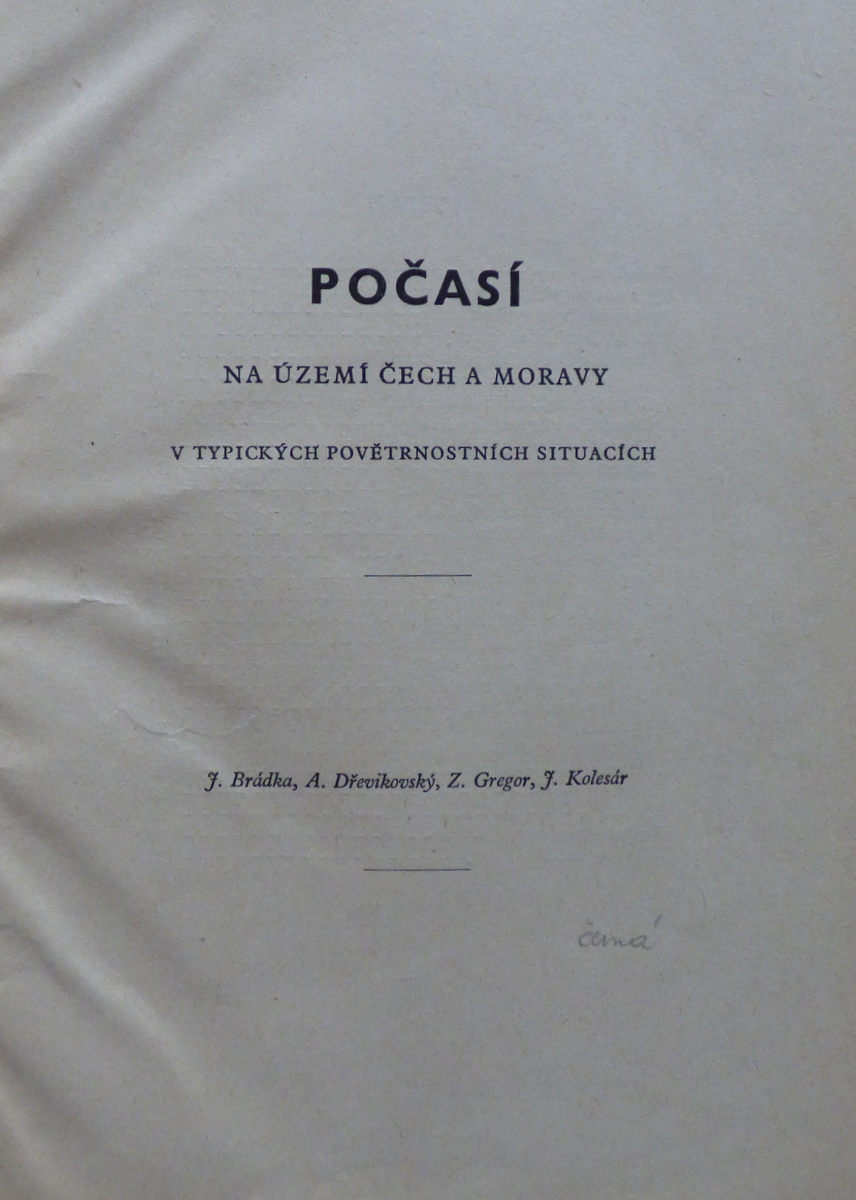 POČASÍ
NA ÚZEMÍ ČECH A MORAVY
V TYPICKÝCH POVĚTRNOSTNÍCH SITUACÍCH
J. Brádka, A. Dřevikovský, Z. Gregor, J. Kolesár
černá